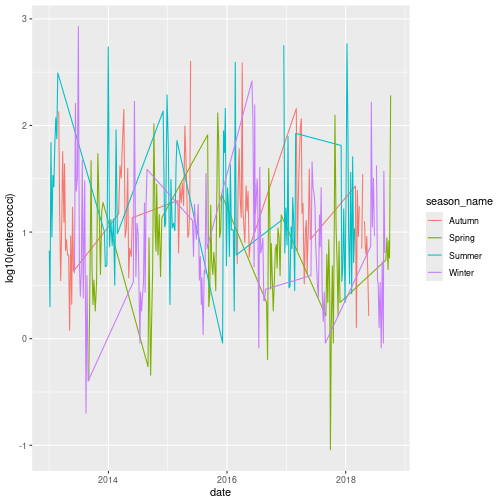 3
2
1
0
-1
log10(enterococci)
2014
2016
2018
date
season_name
Autumn
Spring
Summer
Winter